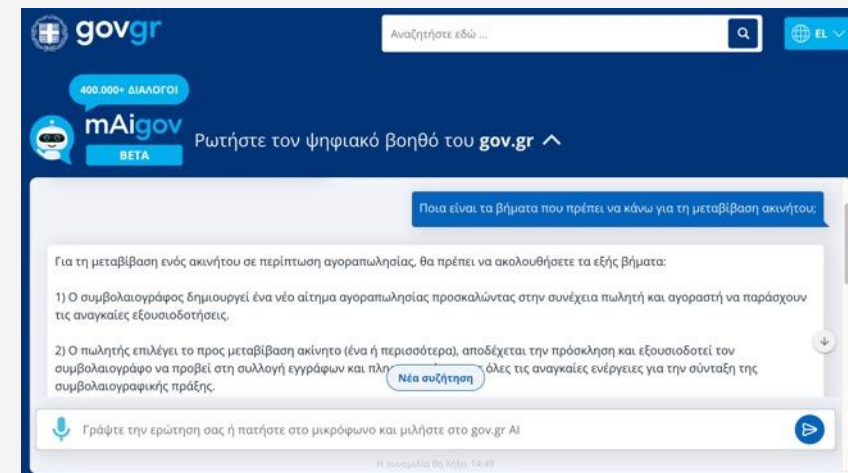 govgr
Αναζητήστε εδώ ...
EL
400.000+ ΔΙΑΛΟΓΟΙ
mAigov
BETA
Ρωτήστε τον ψηφιακό βοηθό του gov.gr
Ποια είναι τα βήματα που πρέπει να κάνω για τη μεταβίβαση ακινήτου;
Για τη μεταβίβαση ενός ακινήτου σε περίπτωση αγοραπωλησίας, θα πρέπει να ακολουθήσετε τα εξής βήματα:
1) Ο συμβολαιογράφος δημιουργεί ένα νέο αίτημα αγοραπωλησίας προσκαλώντας στην συνέχεια πωλητή και αγοραστή να παράσχουν
τις αναγκαίες εξουσιοδοτήσεις.
2) Ο πωλητής επιλέγει το προς μεταβίβαση ακίνητο (ένα ή περισσότερα), αποδέχεται την πρόσκληση και εξουσιοδοτεί τον
συμβολαιογράφο να προβεί στη συλλογή εγγράφων και όλες τις αναγκαίες ενέργειες για την σύνταξη της
Νέα συζήτηση
συμβολαιογραφικής πράξης.
Γράψτε την ερώτηση σας ή πατήστε στο μικρόφωνο και μιλήστε στο gov.gr AI
Η συνομιλία θα λήξει 14:49